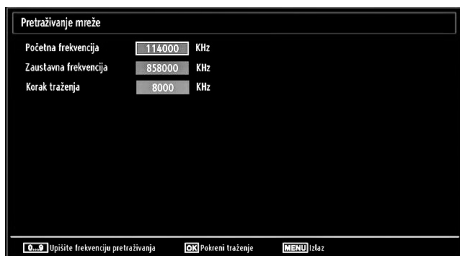 Pretraživanje mreže
Početna frekvencija 114000 KHz
Zaustavna frekvencija 858000 KHz
Korak traženja 8000 KHz
0...9 Upišite frekvenciju pretraživanja OK Pokreni traženje MENU Izlaz